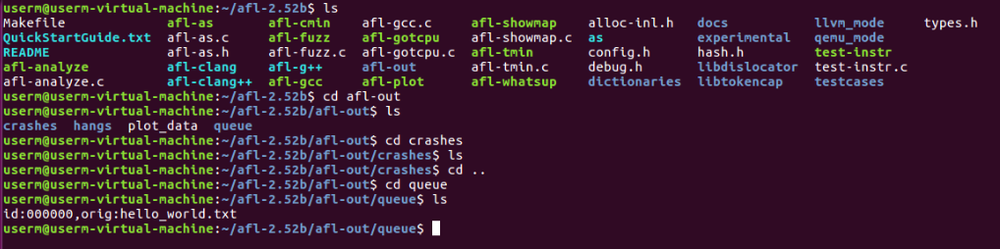 userm@userm-virtual-machine:~/afl-2.52b$ ls
Makefile afl-as afl-cmin afl-gcc.c afl-showmap alloc-inl.h docs llvm_mode types.h
QuickStartGuide.txt afl-as.c afl-fuzz afl-gotcpu afl-showmap.c as experimental qemu_mode
README afl-as.h afl-fuzz.c afl-gotcpu.c afl-tmin config.h hash.h test-instr
afl-analyze afl-clang afl-g++ afl-out afl-tmin.c debug.h libdislocator test-instr.c
afl-analyze.c afl-clang++ afl-gcc afl-plot afl-whatsup dictionaries libtokencap testcases
userm@userm-virtual-machine:~/afl-2.52b$ cd afl-out
userm@userm-virtual-machine:~/afl-2.52b/afl-out$ ls
crashes hangs plot_data queue
userm@userm-virtual-machine:~/afl-2.52b/afl-out$ cd crashes
userm@userm-virtual-machine:~/afl-2.52b/afl-out/crashes$ ls
userm@userm-virtual-machine:~/afl-2.52b/afl-out/crashes$ cd ..
userm@userm-virtual-machine:~/afl-2.52b/afl-out$ cd queue
userm@userm-virtual-machine:~/afl-2.52b/afl-out/queue$ ls
id:000000,orig:hello_world.txt
userm@userm-virtual-machine:~/afl-2.52b/afl-out/queue$